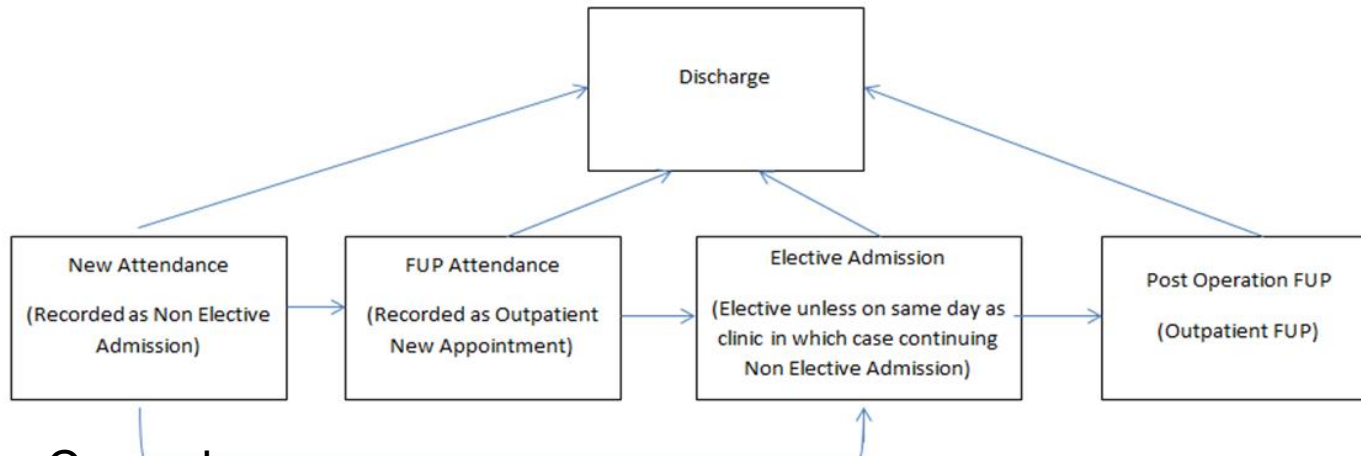 Discharge
New Attendance
(Recorded as Non Elective
Admission)
FUP Attendance
(Recorded as Outpatient
New Appointment)
Elective Admission
(Elective unless on same day as
clinic in which case continuing
Non Elective Admission)
Post Operation FUP
(Outpatient FUP)